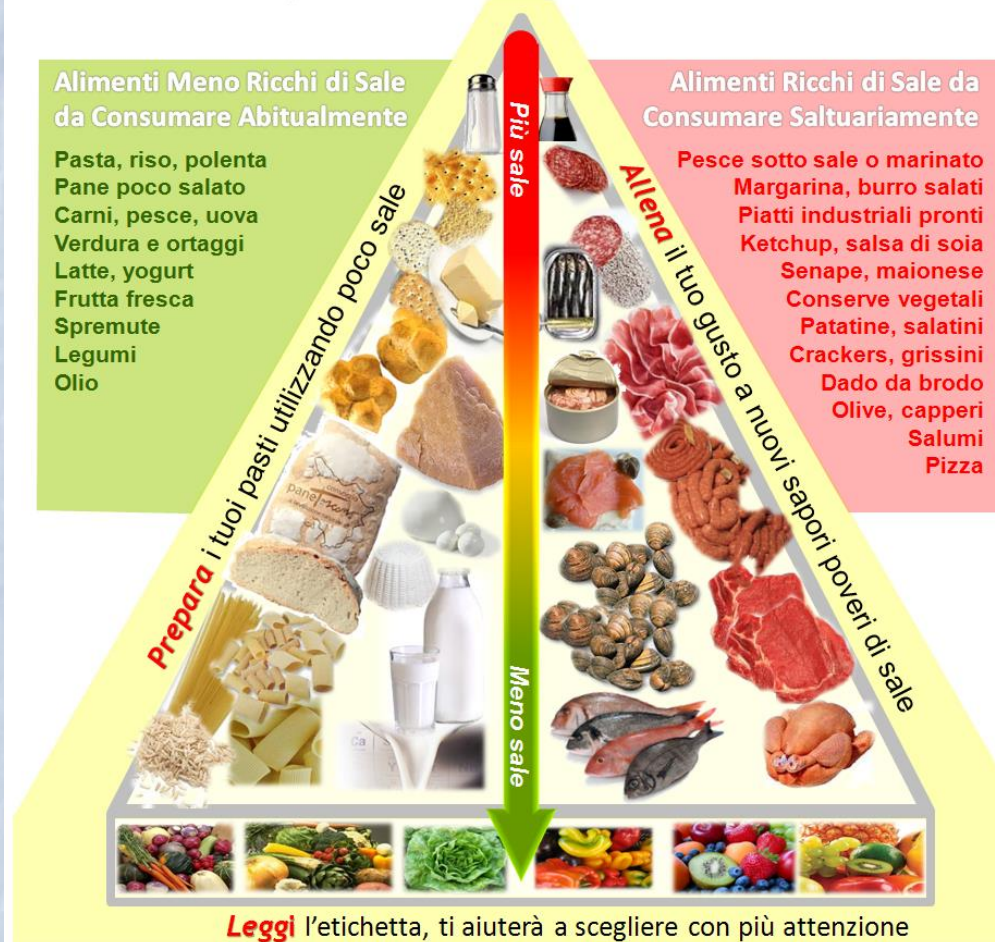 Alimenti Meno Ricchi di Sale
da Consumare Abitualmente
Pasta, riso, polenta
Pane poco salato
Carni, pesce, uova
Verdura e ortaggi
Latte, yogurt
Frutta fresca
Spremute
Legumi
Olio
Prepara i tuoi pasti utilizzando poco sale
Più sale
Meno sale
Allena il tuo gusto a nuovi sapori poveri di sale
Alimenti Ricchi di Sale da
Consumare Saltuariamente
Pesce sotto sale o marinato
Margarina, burro salati
Piatti industriali pronti
Ketchup, salsa di soia
Senape, maionese
Conserve vegetali
Patatine, salatini
Crackers, grissini
Dado da brodo
Olive, capperi
Salumi
Pizza
pane
Ca
Leggi l'etichetta, ti aiuterà a scegliere con più attenzione